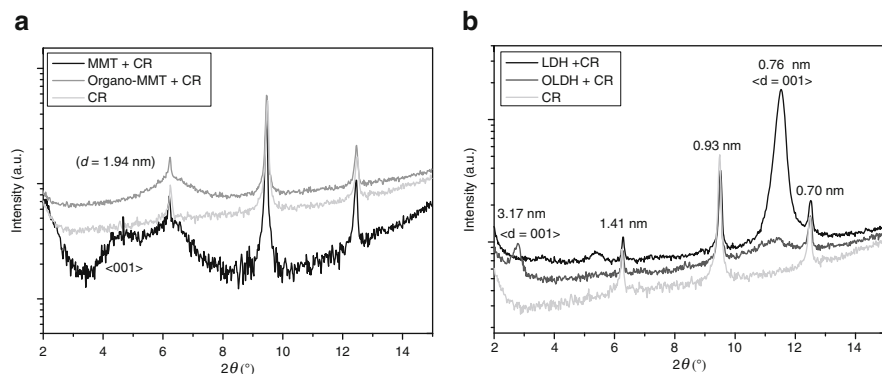 a
MMT + CR
Organo-MMT + CR
CR
(d = 1.94 nm)
<001>
Intensity (a.u.)
2 4 6 8 10 12 14
2θ (°)
b
LDH +CR
OLDH + CR
CR
0.76 nm
<d = 001>
0.93 nm
0.70 nm
3.17 nm
<d = 001>
1.41 nm
Intensity (a.u.)
2 4 6 8 10 12 14
2θ (°)